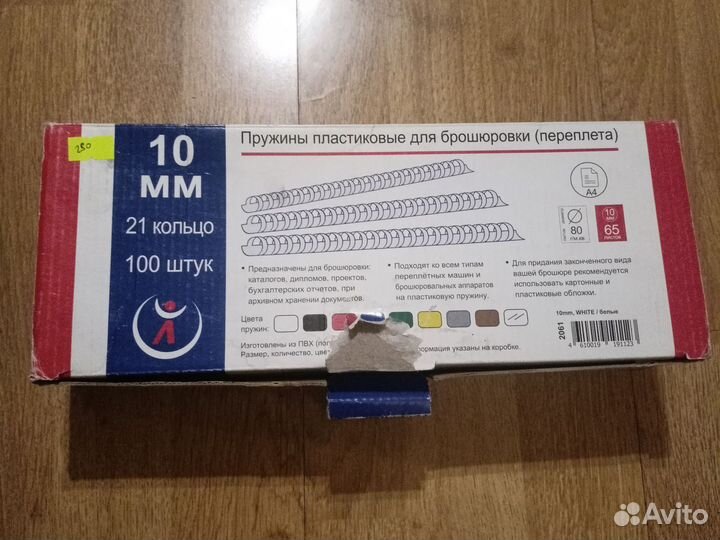 280
10
мм
21 кольцо
100 штук
Пружины пластиковые для брошюровки (переплета)
A4
80
г/м.кв
10
мм
65
листов
• Предназначены для брошюровки:
каталогов, дипломов, проектов,
бухгалтерских отчетов, при
архивном хранении документов.
• Подходят ко всем типам
переплётных машин и
брошюровальных аппаратов
на пластиковую пружину.
• Для придания законченного вида
вашей брошюре рекомендуется
использовать картонные и
пластиковые обложки.
Цвета
пружин:
10mm, WHITE / белые
2061
4 610019 191123
Изготовлены из ПВХ
Размер, количество, цве
ормация указаны на коробке.
Avito